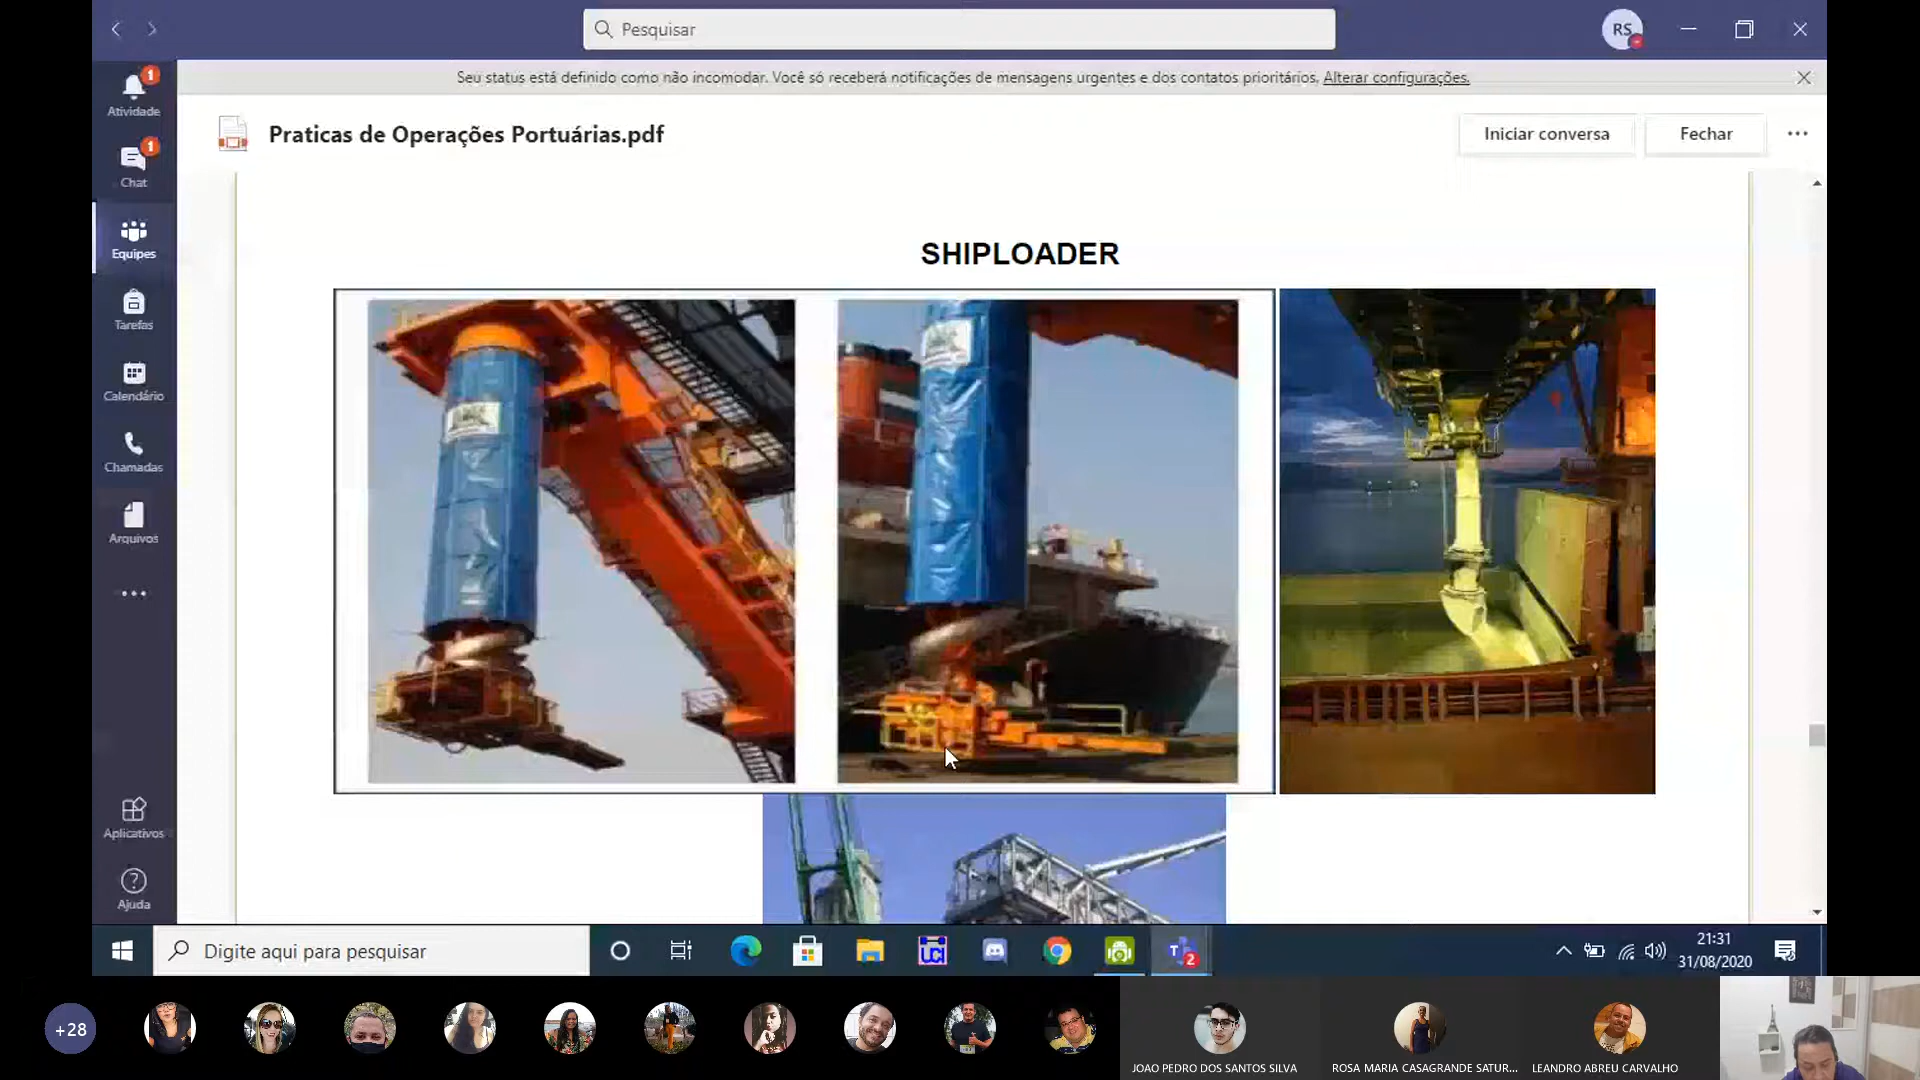 Pesquisar
RS
Seu status está definido como não incomodar. Você só receberá notificações de mensagens urgentes e dos contatos prioritários. Alterar configurações.
1
Atividade
1
Chat
Equipes
Tarefas
Calendário
Chamadas
Arquivos
Aplicativos
Ajuda
Praticas de Operações Portuárias.pdf
Iniciar conversa
Fechar
SHIPLOADER
Digite aqui para pesquisar
UCI
T
2
21:31
31/08/2020
+28
JOAO PEDRO DOS SANTOS SILVA
ROSA MARIA CASAGRANDE SATUR...
LEANDRO ABREU CARVALHO